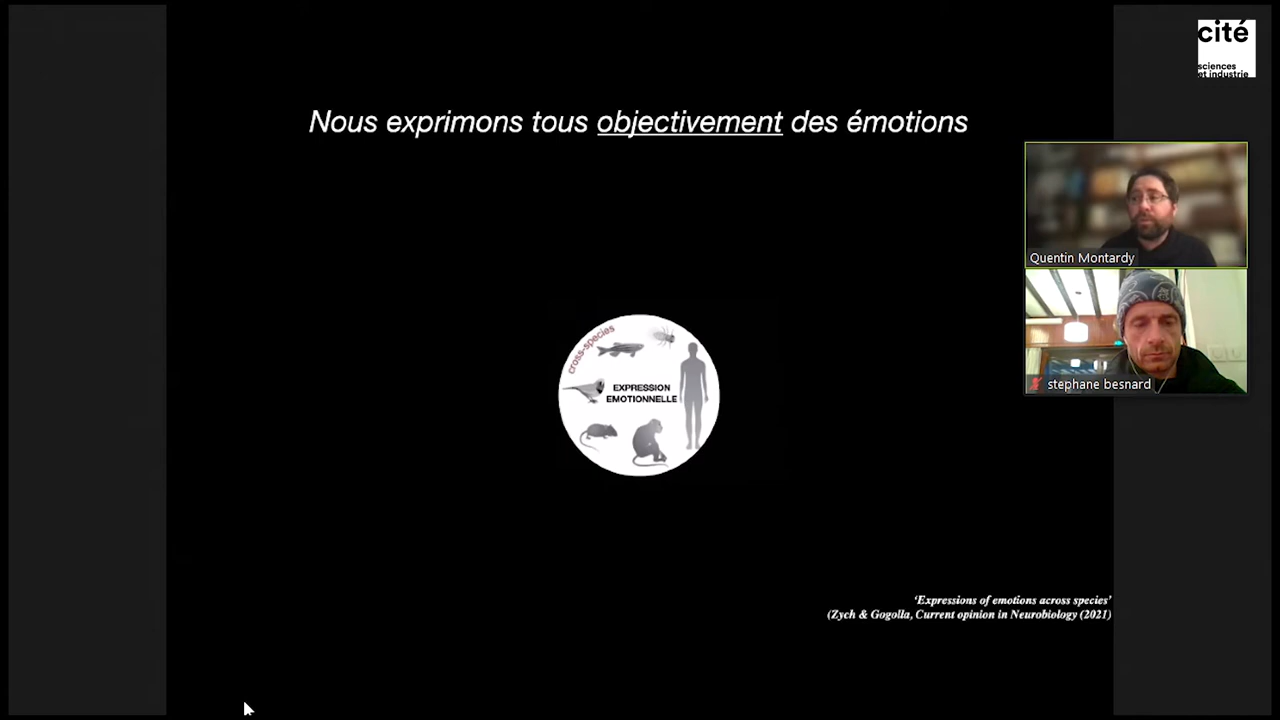 cité
sciences
et industrie
Nous exprimons tous objectivement des émotions
Quentin Montardy
stephane besnard
cross-species
EXPRESSION
EMOTIONNELLE
‘Expressions of emotions across species’
(Zych & Gogolla, Current opinion in Neurobiology (2021)